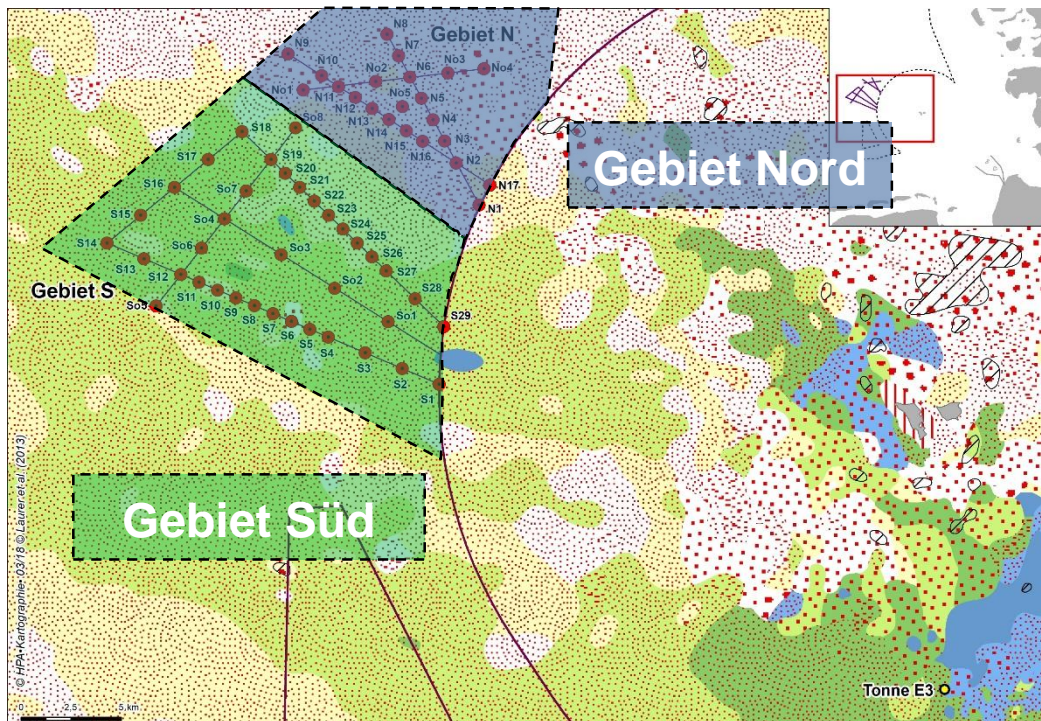 N8
Gebiet N
N9
N7
N10
No2
N6
No3
No4
No1
N11
N12
No5
N5
N13
N4
N14
N15
N3
N16
N2
N17
N1
Gebiet Nord
S18
So8
S17
S19
S20
S16
So7
S21
S22
S15
So4
S23
S24
S14
So6
So3
S25
S26
S13
S12
So2
S27
Gebiet S
S11
S28
So5
S10
S9
S8
So1
S29
S7
S6
S5
S4
S3
S2
S1
Gebiet Süd
© HPA-Kartographie; 03/18 © Laurer et al. (2013)
Tonne E3
0 2,5 5 km